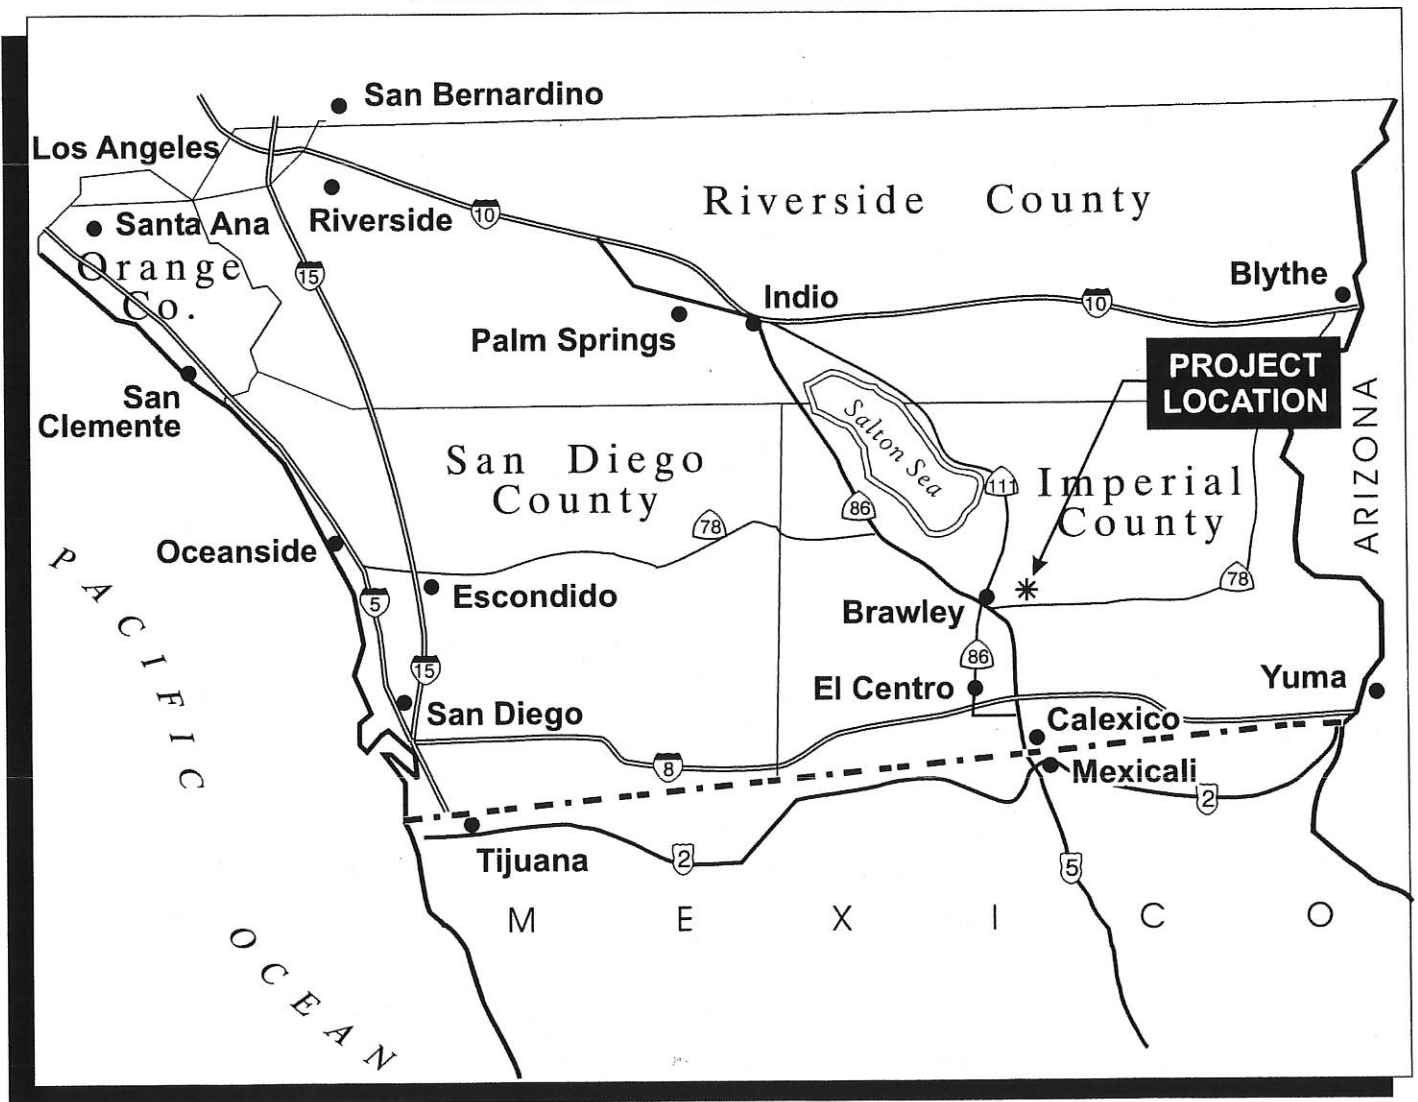 San Bernardino
Los Angeles
Riverside County
Santa Ana
Riverside
10
Orange
Co.
15
Blythe
Indio
10
Palm Springs
PROJECT
LOCATION
San
Clemente
Salton Sea
ARIZONA
San Diego
County
111
Imperial
County
86
78
Oceanside
PACIFIC
OCEAN
78
Escondido
5
Brawley
15
86
El Centro
Yuma
San Diego
Calexico
8
Mexicali
2
Tijuana
2
5
MEXICO